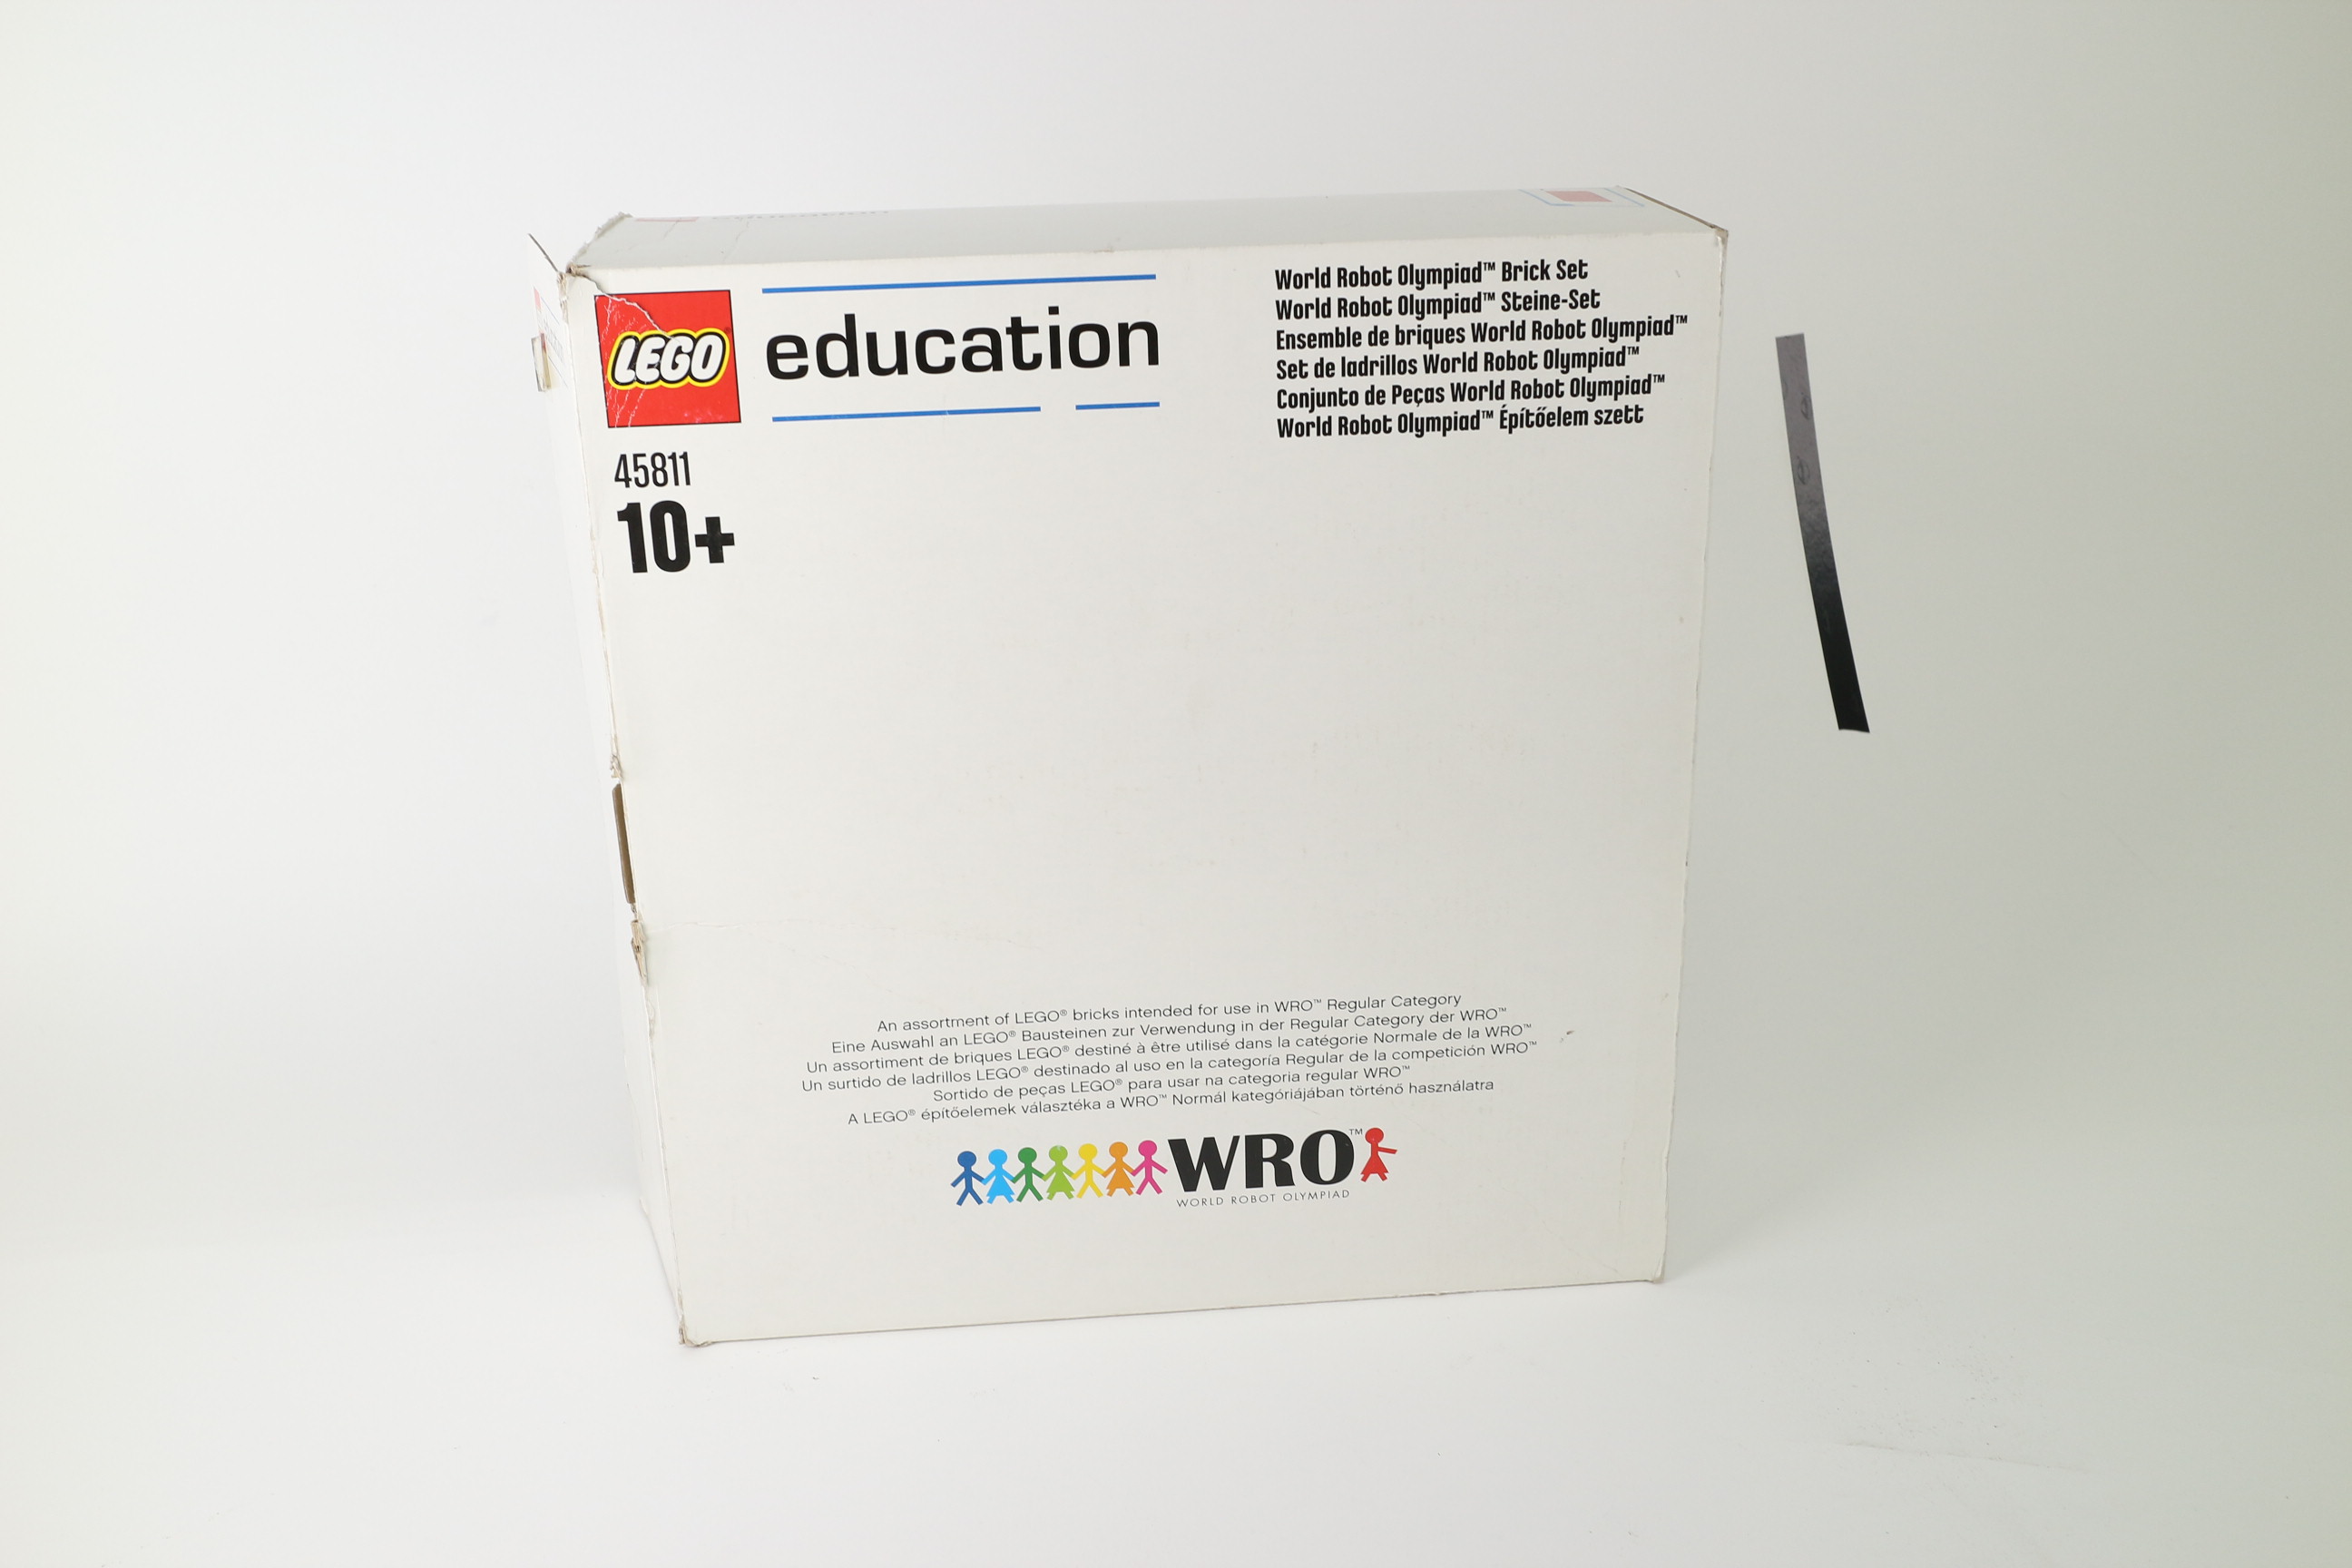 LEGO
education
World Robot Olympiad™ Brick Set
World Robot Olympiad™ Steine-Set
Ensemble de briques World Robot Olympiad™
Set de ladrillos World Robot Olympiad™
Conjunto de Peças World Robot Olympiad™
World Robot Olympiad™ Építőelem szett
45811
10+
An assortment of LEGO® bricks intended for use in WRO™ Regular Category
Eine Auswahl an LEGO® Bausteinen zur Verwendung in der Regular Category der WRO™
Un assortiment de briques LEGO® destiné à être utilisé dans la catégorie Normale de la WRO™
Un surtido de ladrillos LEGO® destinado al uso en la categoría Regular de la competición WRO™
Sortido de peças LEGO® para usar na categoria regular WRO™
A LEGO® építőelemek választéka a WRO™ Normál kategóriájában történő használatra
WRO™
WORLD ROBOT OLYMPIAD